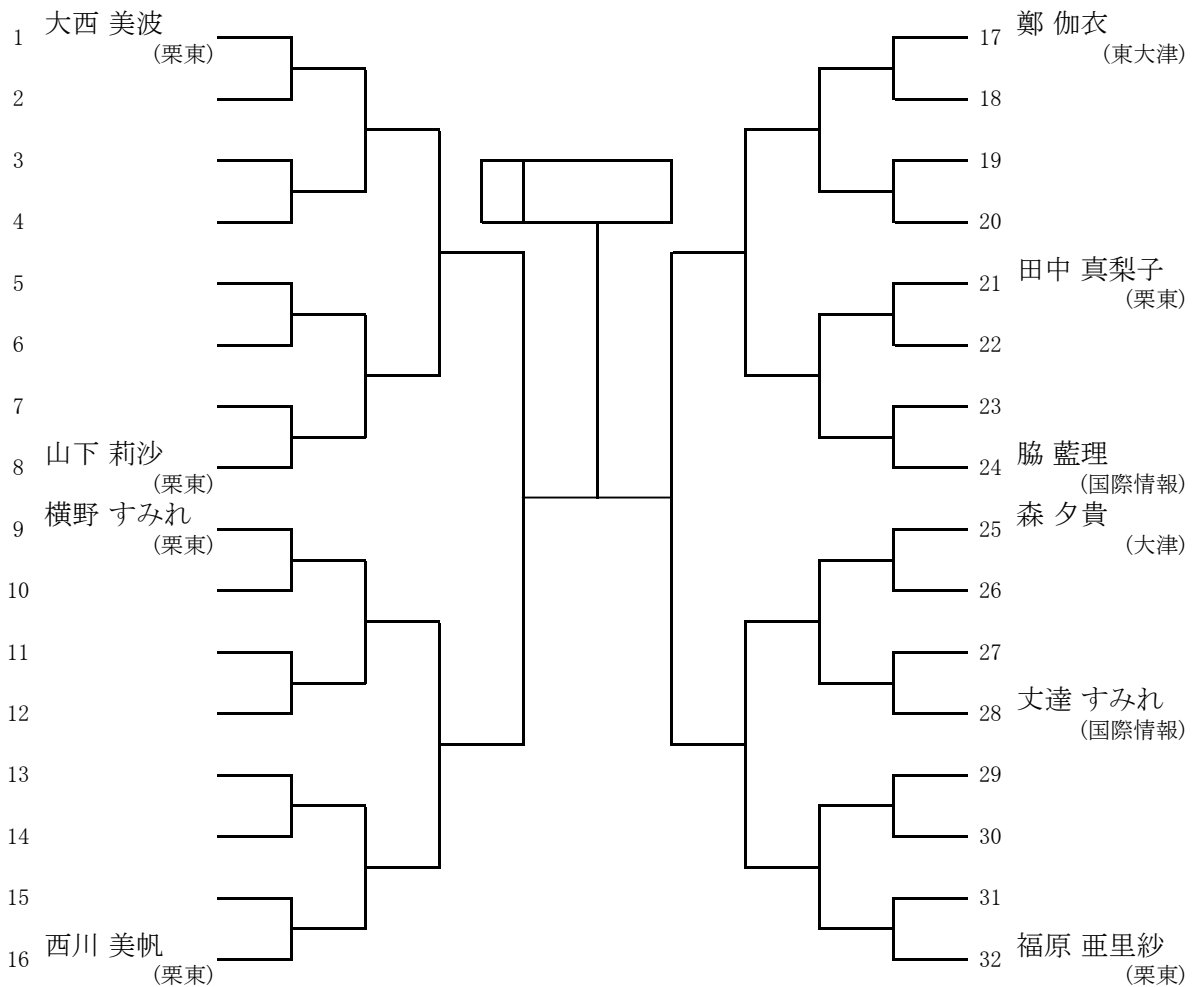 1 大西 美波
(栗東)
2
3
4
5
6
7
8 山下 莉沙
(栗東)
9 横野 すみれ
(栗東)
10
11
12
13
14
15
16 西川 美帆
(栗東)
17 鄭 伽衣
(東大津)
18
19
20
21 田中 真梨子
(栗東)
22
23
24 脇 藍理
(国際情報)
25 森 夕貴
(大津)
26
27
28 丈達 すみれ
(国際情報)
29
30
31
32 福原 亜里紗
(栗東)